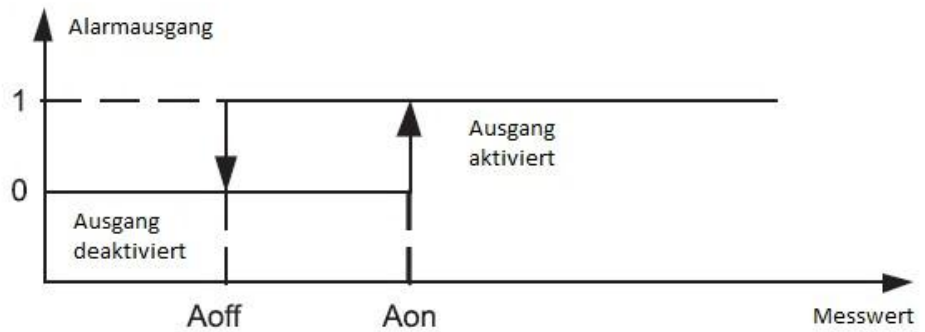 Alarmausgang
1
Ausgang
aktiviert
0
Ausgang
deaktiviert
Aoff
Aon
Messwert